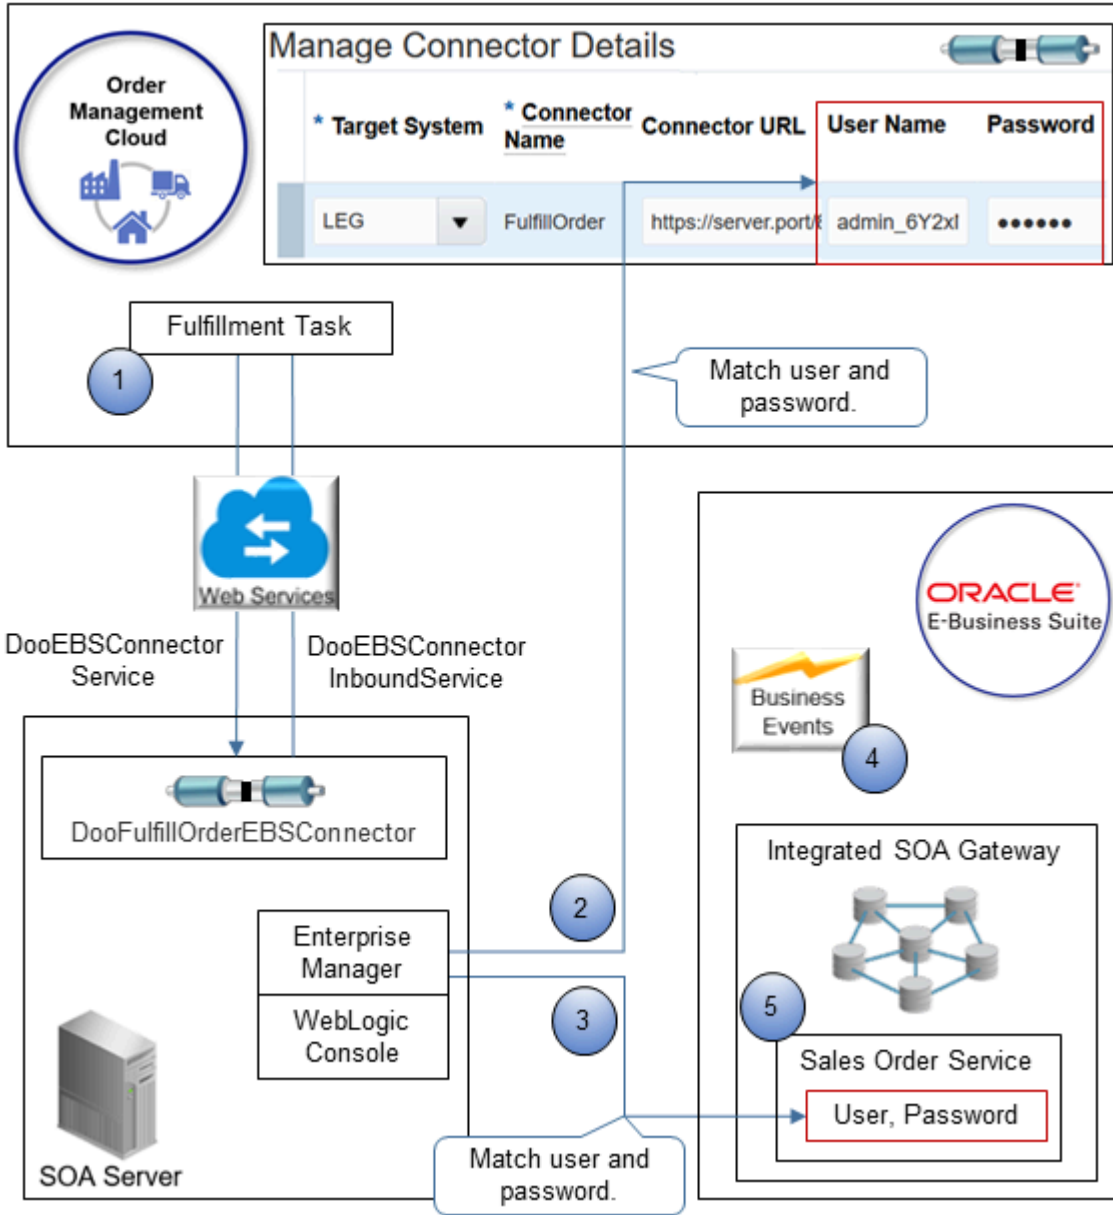 Order
Management
Cloud
Manage Connector Details
* Target System
* Connector
Name
Connector URL
User Name
Password
LEG
FulfillOrder
https://server.port/
admin_6Y2x
••••••
Fulfillment Task
1
Match user and
password.
Web Services
DooEBSConnector
Service
DooEBSConnector
InboundService
ORACLE
E-Business Suite
Business
Events
4
DooFulfillOrderEBSConnector
Integrated SOA Gateway
2
Enterprise
Manager
3
WebLogic
Console
5
Sales Order Service
User, Password
Match user and
password.
SOA Server